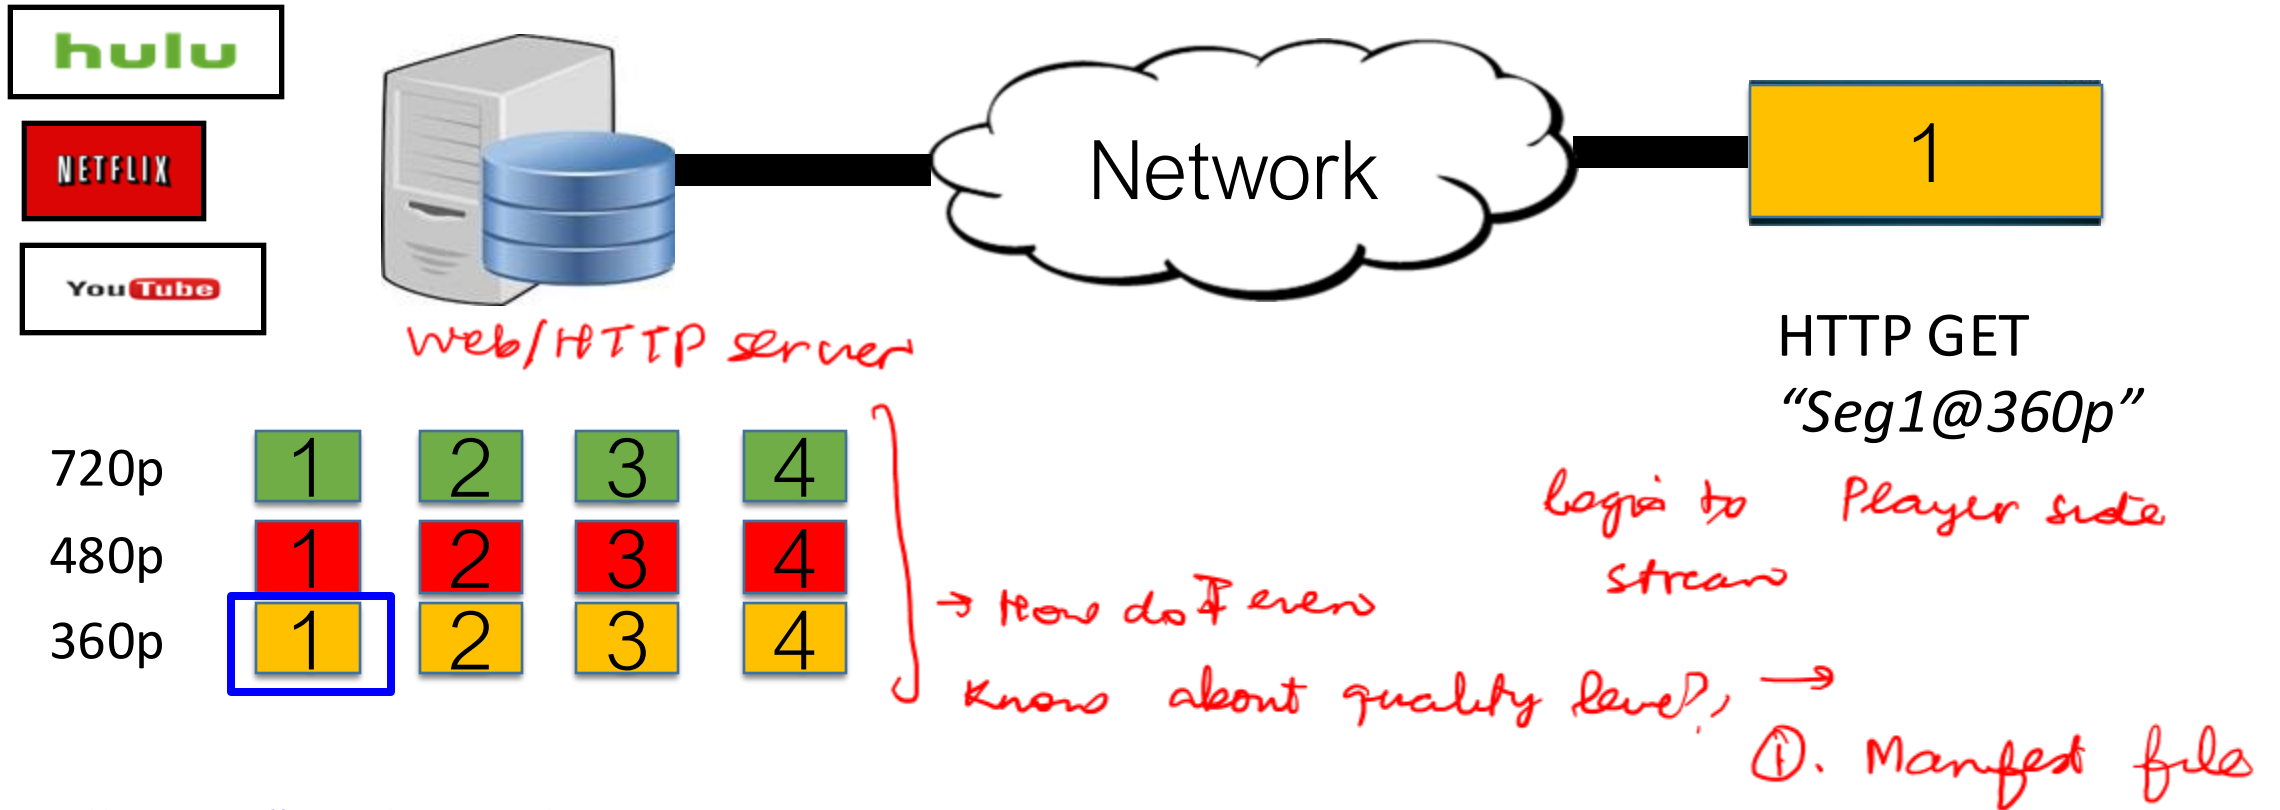 hulu
NETFLIX
YouTube
Network
1
web/HTTP server
HTTP GET
“Seg1@360p”
720p 1 2 3 4
480p 1 2 3 4
360p 1 2 3 4
Logic to Player side
stream
→ How do I even
know about quality level?, →
①. Manifest file